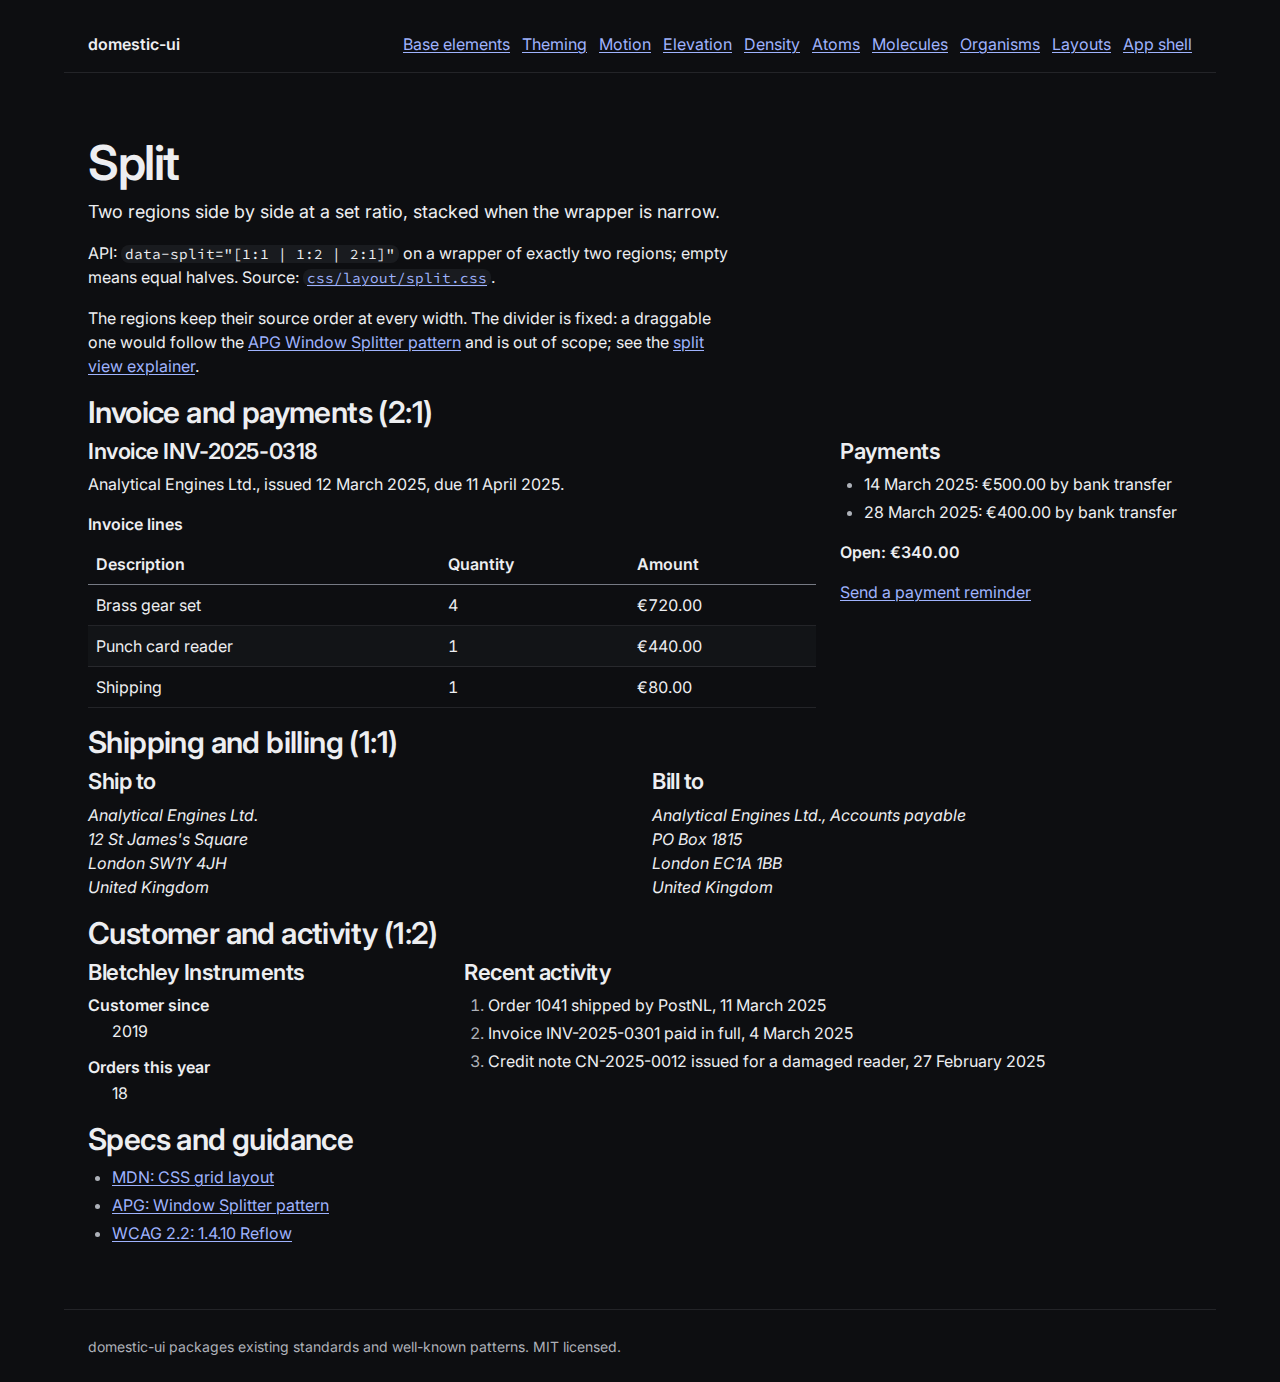 domestic-ui
Base elements Theming Motion Elevation Density Atoms Molecules Organisms Layouts App shell
Split
Two regions side by side at a set ratio, stacked when the wrapper is narrow.
API: data-split="[1:1 | 1:2 | 2:1]" on a wrapper of exactly two regions; empty
means equal halves. Source: css/layout/split.css.
The regions keep their source order at every width. The divider is fixed: a draggable
one would follow the APG Window Splitter pattern and is out of scope; see the split
view explainer.
Invoice and payments (2:1)
Invoice INV-2025-0318
Analytical Engines Ltd., issued 12 March 2025, due 11 April 2025.
Invoice lines
Description Quantity Amount
Brass gear set 4 €720.00
Punch card reader 1 €440.00
Shipping 1 €80.00
Payments
14 March 2025: €500.00 by bank transfer
28 March 2025: €400.00 by bank transfer
Open: €340.00
Send a payment reminder
Shipping and billing (1:1)
Ship to
Analytical Engines Ltd.
12 St James's Square
London SW1Y 4JH
United Kingdom
Bill to
Analytical Engines Ltd., Accounts payable
PO Box 1815
London EC1A 1BB
United Kingdom
Customer and activity (1:2)
Bletchley Instruments
Customer since
2019
Orders this year
18
Recent activity
1. Order 1041 shipped by PostNL, 11 March 2025
2. Invoice INV-2025-0301 paid in full, 4 March 2025
3. Credit note CN-2025-0012 issued for a damaged reader, 27 February 2025
Specs and guidance
MDN: CSS grid layout
APG: Window Splitter pattern
WCAG 2.2: 1.4.10 Reflow
domestic-ui packages existing standards and well-known patterns. MIT licensed.